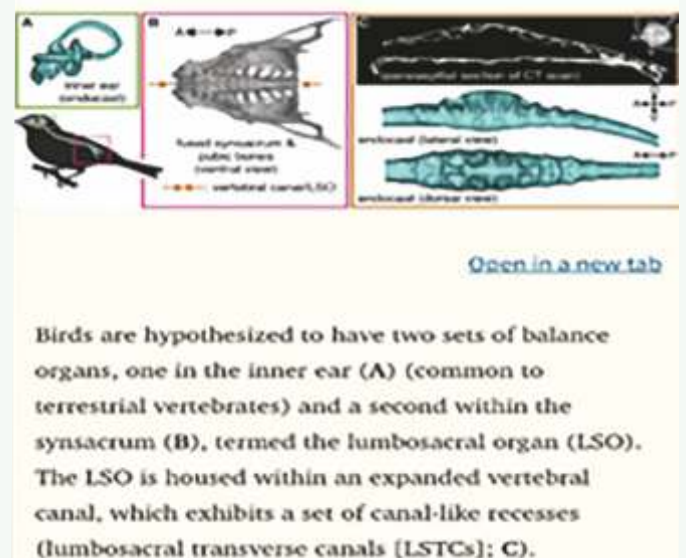 A
inner ear
(endocast)
B
A P
fused synsacrum &
pubic bones
(ventral view)
vertebral canal/LSO
C
parasagittal section of CT scan
A P
endocast (lateral view)
A P
endocast (dorsal view)
Open in a new tab
Birds are hypothesized to have two sets of balance
organs, one in the inner ear (A) (common to
terrestrial vertebrates) and a second within the
synsacrum (B), termed the lumbosacral organ (LSO).
The LSO is housed within an expanded vertebral
canal, which exhibits a set of canal-like recesses
(lumbosacral transverse canals [LSTCs]; C).